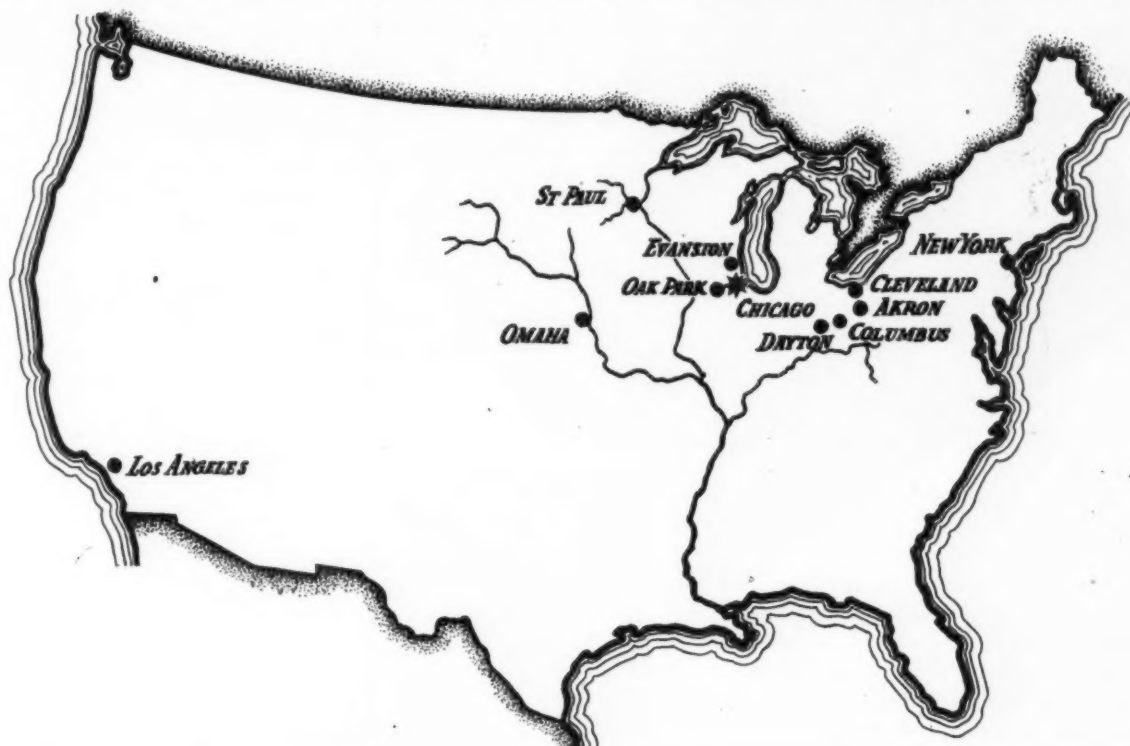 ST PAUL
EVANSTON
NEW YORK
OAK PARK
CLEVELAND
CHICAGO
AKRON
OMAHA
DAYTON
COLUMBUS
LOS ANGELES